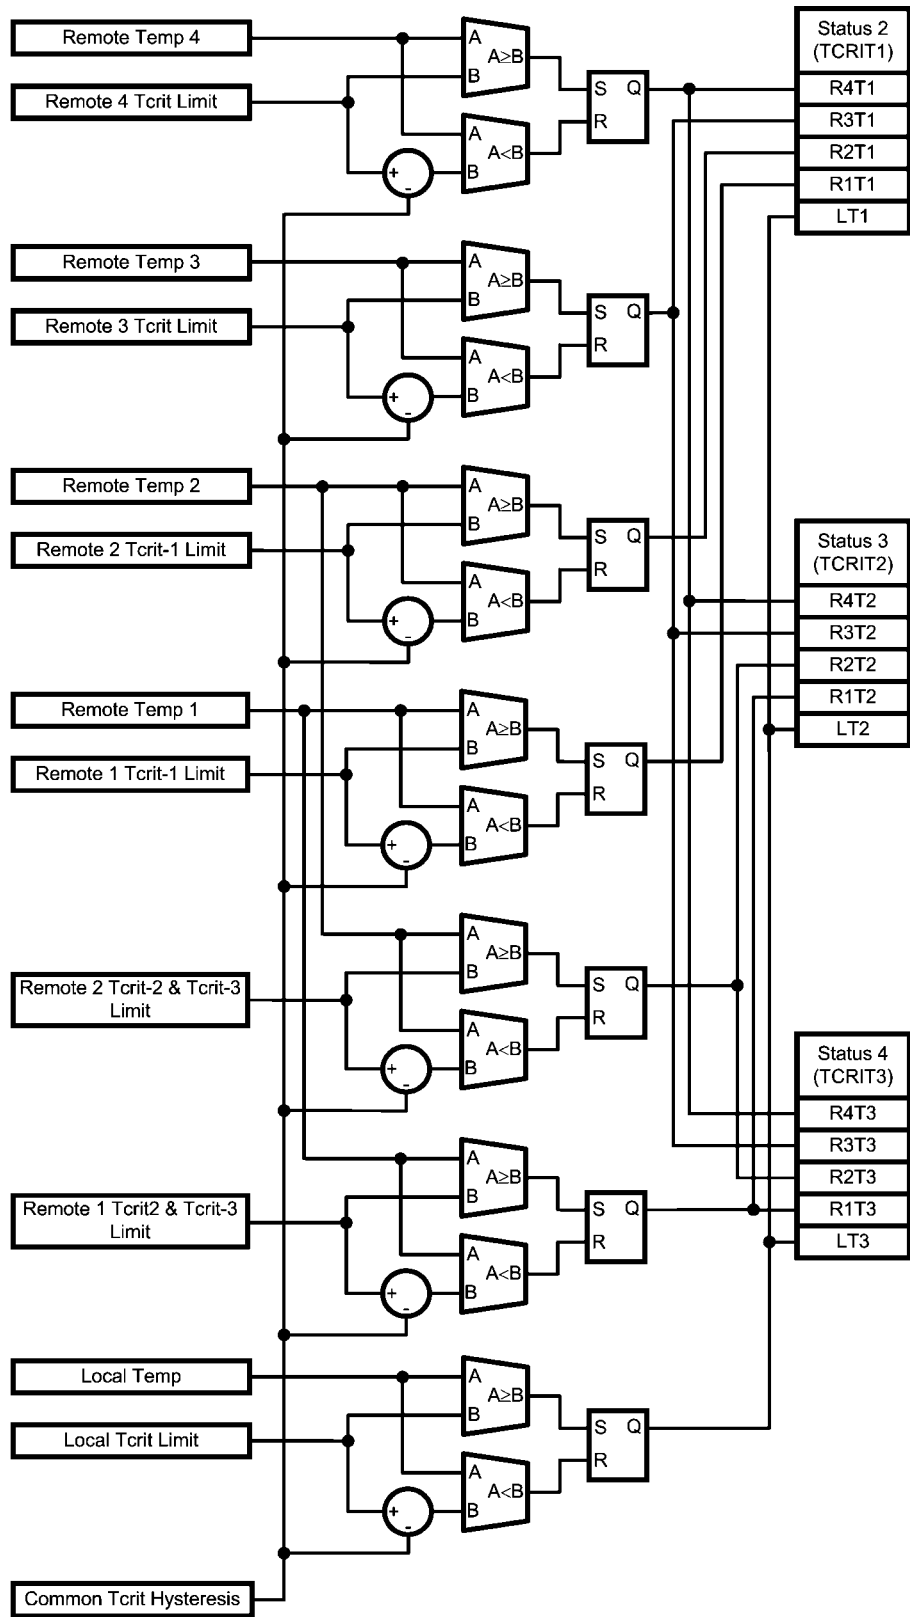 Remote Temp 4
Remote 4 Tcrit Limit
A
B
A≥B
A
B
A<B
+
-
S
R
Q
Status 2
(TCRIT1)
R4T1
R3T1
R2T1
R1T1
LT1
Remote Temp 3
Remote 3 Tcrit Limit
A
B
A≥B
A
B
A<B
+
-
S
R
Q
Remote Temp 2
Remote 2 Tcrit-1 Limit
A
B
A≥B
A
B
A<B
+
-
S
R
Q
Status 3
(TCRIT2)
R4T2
R3T2
R2T2
R1T2
LT2
Remote Temp 1
Remote 1 Tcrit-1 Limit
A
B
A≥B
A
B
A<B
+
-
S
R
Q
Remote 2 Tcrit-2 & Tcrit-3
Limit
A
B
A≥B
A
B
A<B
+
-
S
R
Q
Status 4
(TCRIT3)
R4T3
R3T3
R2T3
R1T3
LT3
Remote 1 Tcrit2 & Tcrit-3
Limit
A
B
A≥B
A
B
A<B
+
-
S
R
Q
Local Temp
Local Tcrit Limit
A
B
A≥B
A
B
A<B
+
-
S
R
Q
Common Tcrit Hysteresis